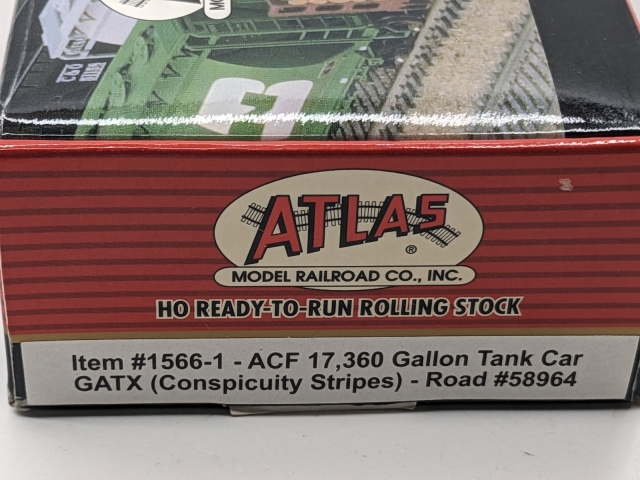 ATLAS
®
MODEL RAILROAD CO., INC.
HO READY-TO-RUN ROLLING STOCK
Item #1566-1 - ACF 17,360 Gallon Tank Car
GATX (Conspicuity Stripes) - Road #58964